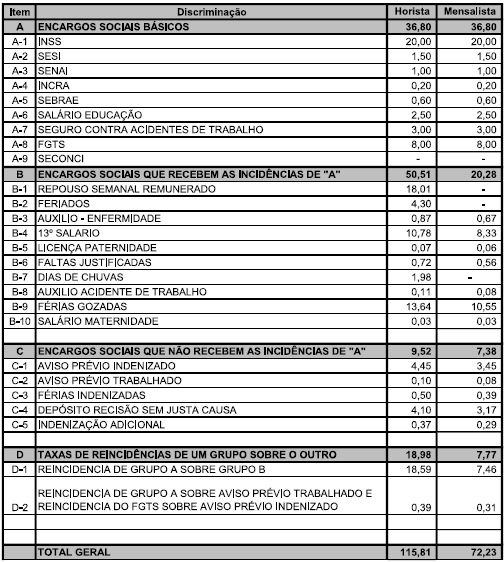 Item Discriminação Horista Mensalista
A ENCARGOS SOCIAIS BÁSICOS 36,80 36,80
A-1 INSS 20,00 20,00
A-2 SESI 1,50 1,50
A-3 SENAI 1,00 1,00
A-4 INCRA 0,20 0,20
A-5 SEBRAE 0,60 0,60
A-6 SALÁRIO EDUCAÇÃO 2,50 2,50
A-7 SEGURO CONTRA ACIDENTES DE TRABALHO 3,00 3,00
A-8 FGTS 8,00 8,00
A-9 SECONCI - -
B ENCARGOS SOCIAIS QUE RECEBEM AS INCIDÊNCIAS DE "A" 50,51 20,28
B-1 REPOUSO SEMANAL REMUNERADO 18,01 -
B-2 FERIADOS 4,30 -
B-3 AUXILIO - ENFERMIDADE 0,87 0,67
B-4 13º SALARIO 10,78 8,33
B-5 LICENÇA PATERNIDADE 0,07 0,06
B-6 FALTAS JUSTIFICADAS 0,72 0,56
B-7 DIAS DE CHUVAS 1,98 -
B-8 AUXILIO ACIDENTE DE TRABALHO 0,11 0,08
B-9 FÉRIAS GOZADAS 13,64 10,55
B-10 SALÁRIO MATERNIDADE 0,03 0,03
C ENCARGOS SOCIAIS QUE NÃO RECEBEM AS INCIDÊNCIAS DE "A" 9,52 7,38
C-1 AVISO PRÉVIO INDENIZADO 4,45 3,45
C-2 AVISO PRÉVIO TRABALHADO 0,10 0,08
C-3 FÉRIAS INDENIZADAS 0,50 0,39
C-4 DEPÓSITO RECISÃO SEM JUSTA CAUSA 4,10 3,17
C-5 INDENIZAÇÃO ADICIONAL 0,37 0,29
D TAXAS DE REINCIDÊNCIAS DE UM GRUPO SOBRE O OUTRO 18,98 7,77
D-1 REINCIDENCIA DE GRUPO A SOBRE GRUPO B 18,59 7,46
REINCIDENCIA DE GRUPO A SOBRE AVISO PRÉVIO TRABALHADO E
D-2 REINCIDENCIA DO FGTS SOBRE AVISO PRÉVIO INDENIZADO 0,39 0,31
TOTAL GERAL 115,81 72,23